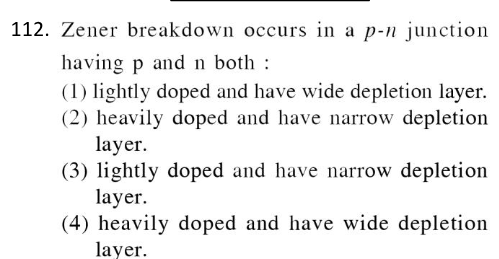 112. Zener breakdown occurs in a p-n junction
having p and n both :
(1) lightly doped and have wide depletion layer.
(2) heavily doped and have narrow depletion
layer.
(3) lightly doped and have narrow depletion
layer.
(4) heavily doped and have wide depletion
layer.